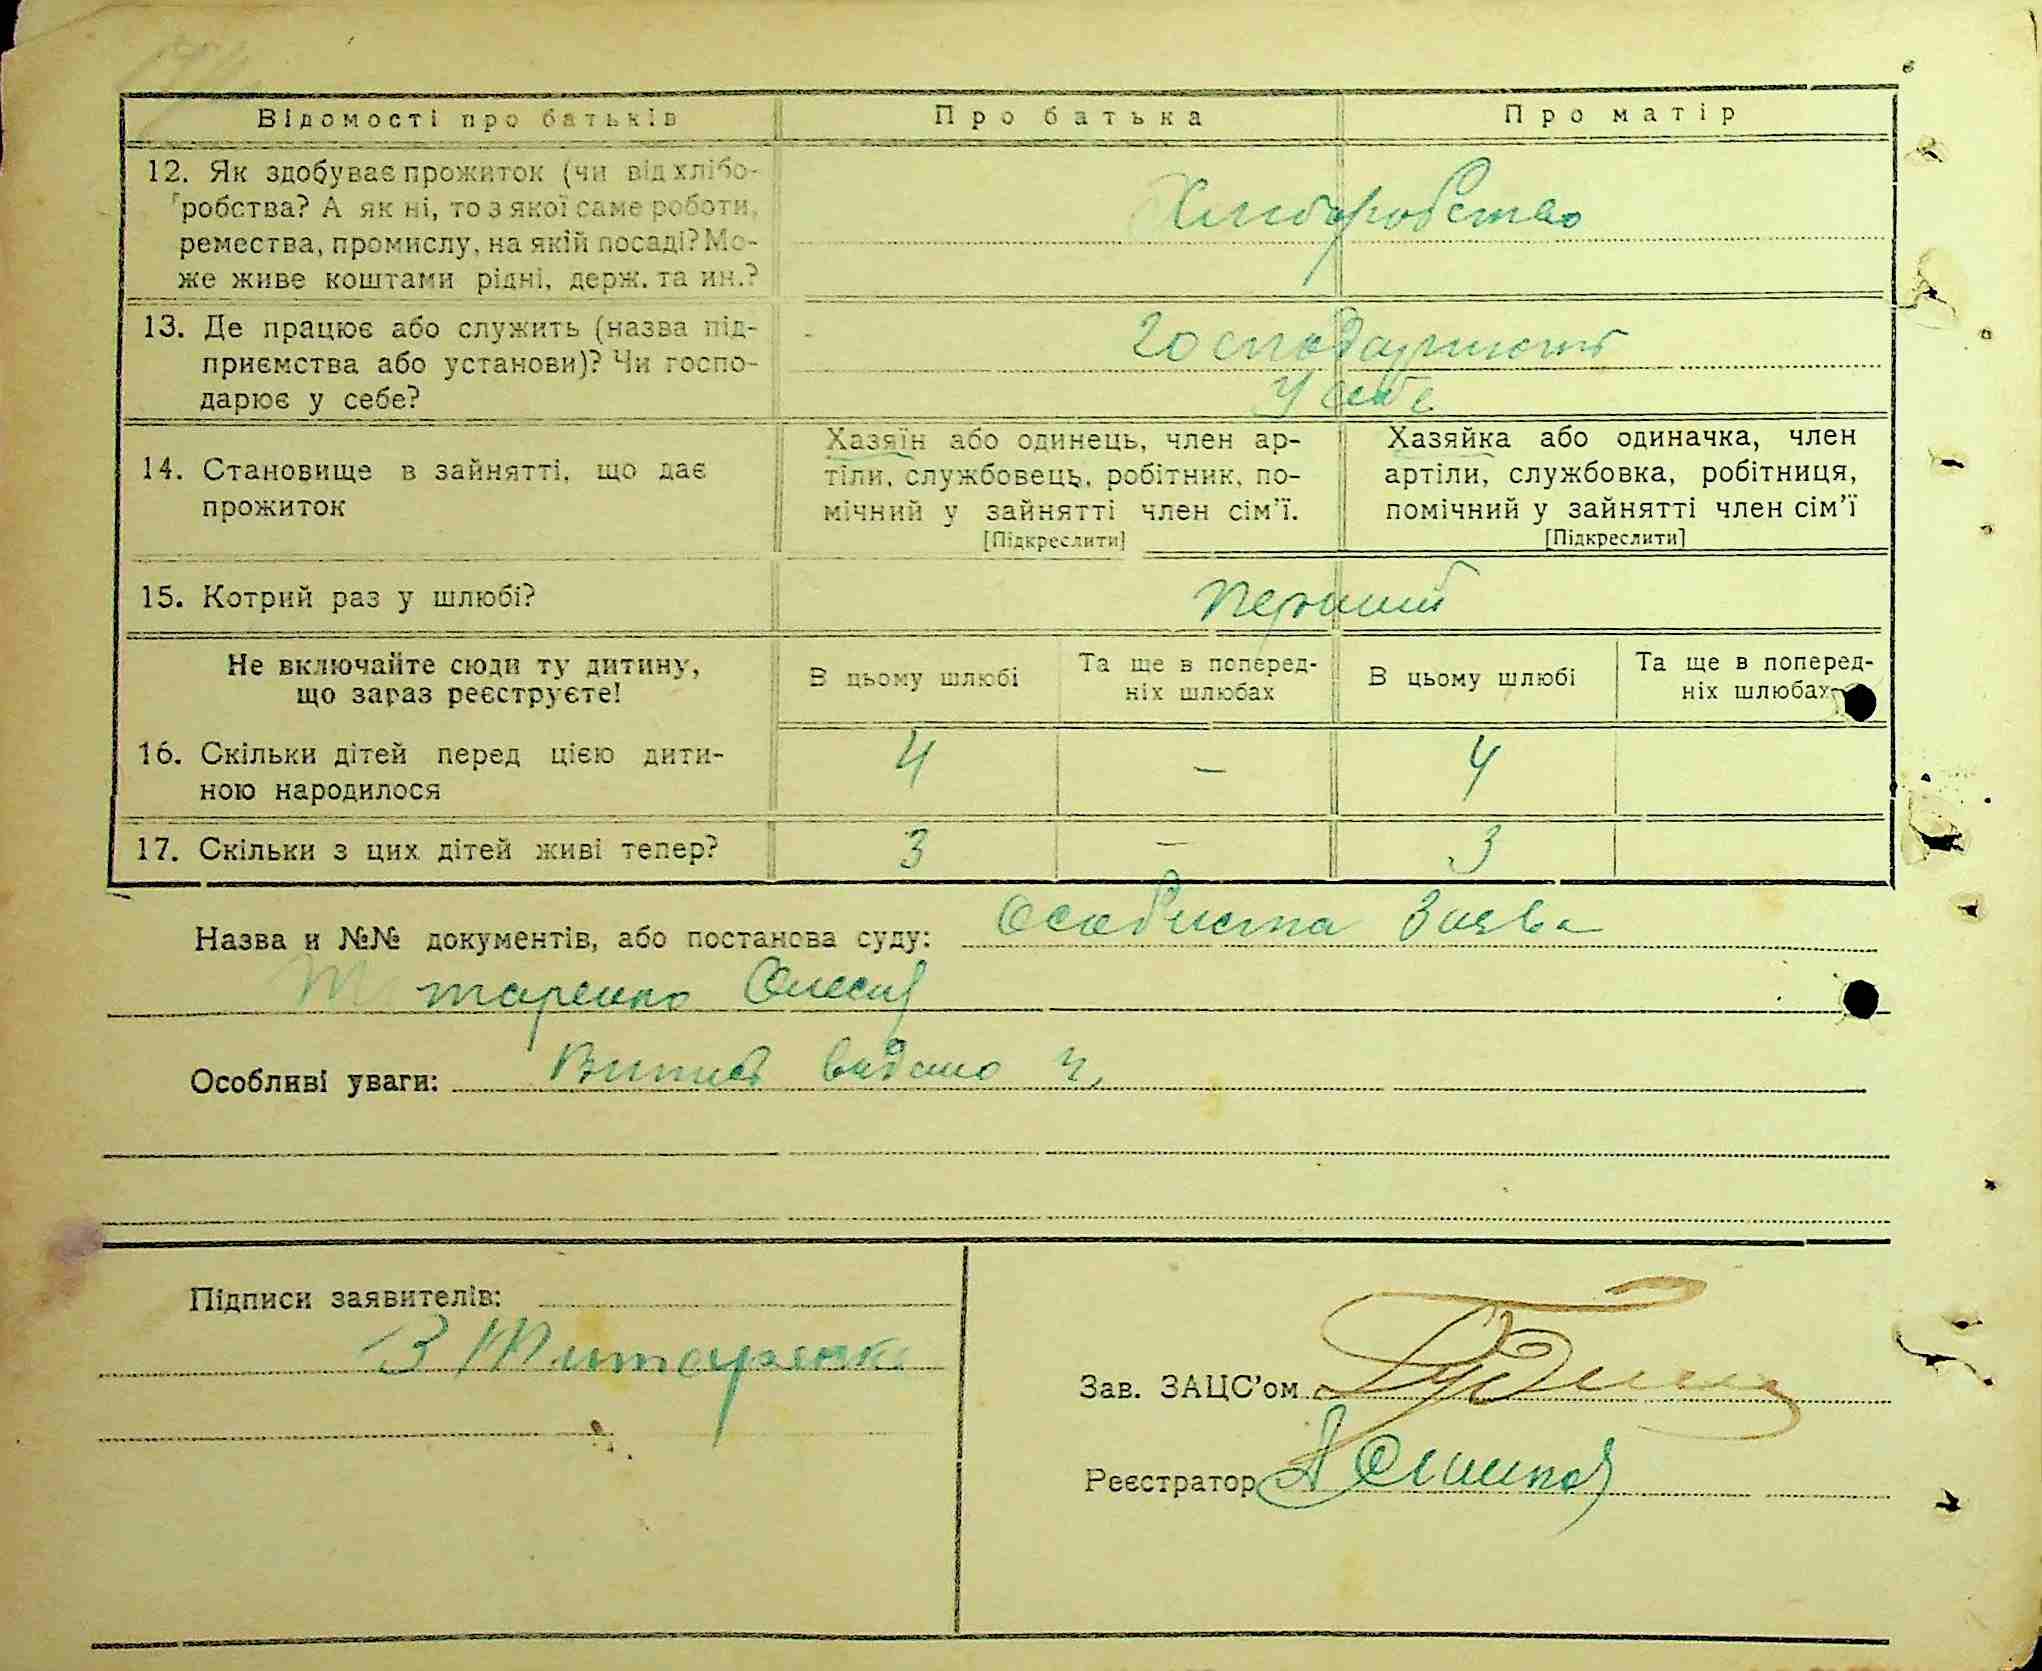 Відомості про батьків Про батька Про матір
12. Як здобуває прожиток (чи від хлібо-
робства? А як ні, то з якої саме роботи,
ремества, промислу, на якій посаді? Мо-
же живе коштами рідні, держ. та ин.?
Хліборобство
13. Де працює або служить (назва під-
приємства або установи)? Чи госпо-
дарює у себе?
у себе
14. Становище в зайнятті, що дає
прожиток
Хазяїн або одинець, член ар-
тіли, службовець, робітник, по-
мічний у зайнятті член сім'ї.
[Підкреслити]
Хазяйка або одиначка, член
артіли, службовка, робітниця,
помічний у зайнятті член сім'ї
[Підкреслити]
15. Котрий раз у шлюбі? перший
Не включайте сюди ту дитину,
що зараз реєструєте!
В цьому шлюбі
Та ще в поперед-
ніх шлюбах
В цьому шлюбі
Та ще в поперед-
ніх шлюбах
16. Скільки дітей перед цією дити-
ною народилося
4 — 4
17. Скільки з цих дітей живі тепер? 3 — 3
Назва и №№ документів, або постанова суду: Особиста заява
Особливі уваги: Витяг видано
Підписи заявителів:
Титаренко
Зав. ЗАЦС'ом
Реєстратор